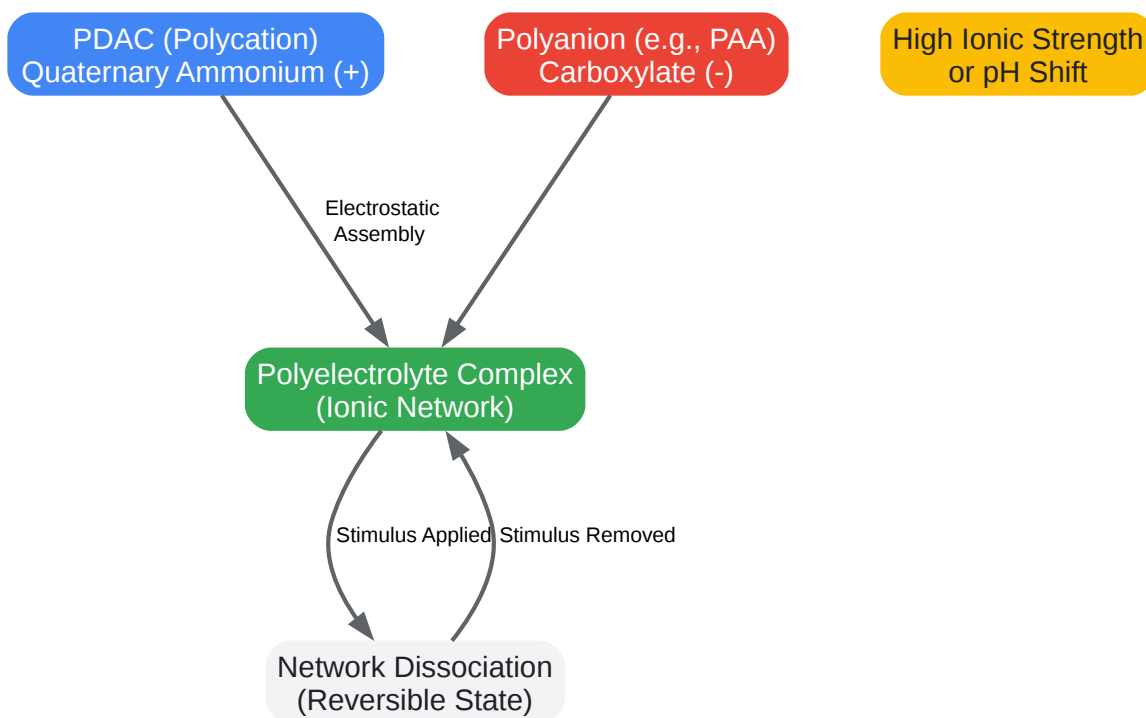 PDAC (Polycation)
Quaternary Ammonium (+)
Polyanion (e.g., PAA)
Carboxylate (-)
High Ionic Strength
or pH Shift
Electrostatic
Assembly
Polyelectrolyte Complex
(Ionic Network)
Stimulus Applied
Stimulus Removed
Network Dissociation
(Reversible State)